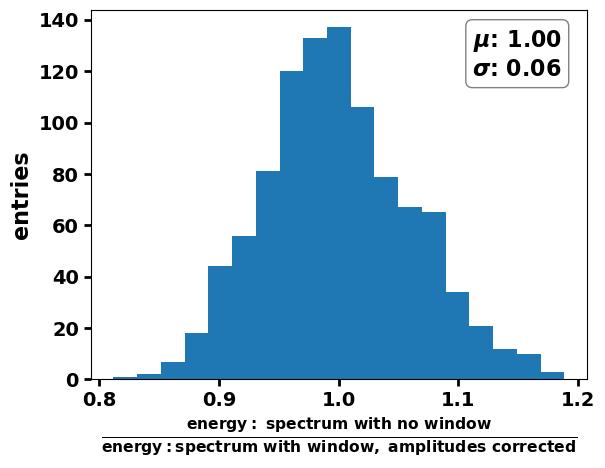 140
120
100
80
60
40
20
0
entries
μ: 1.00
σ: 0.06
0.8 0.9 1.0 1.1 1.2
energy: spectrum with no window
energy:spectrum with window, amplitudes corrected